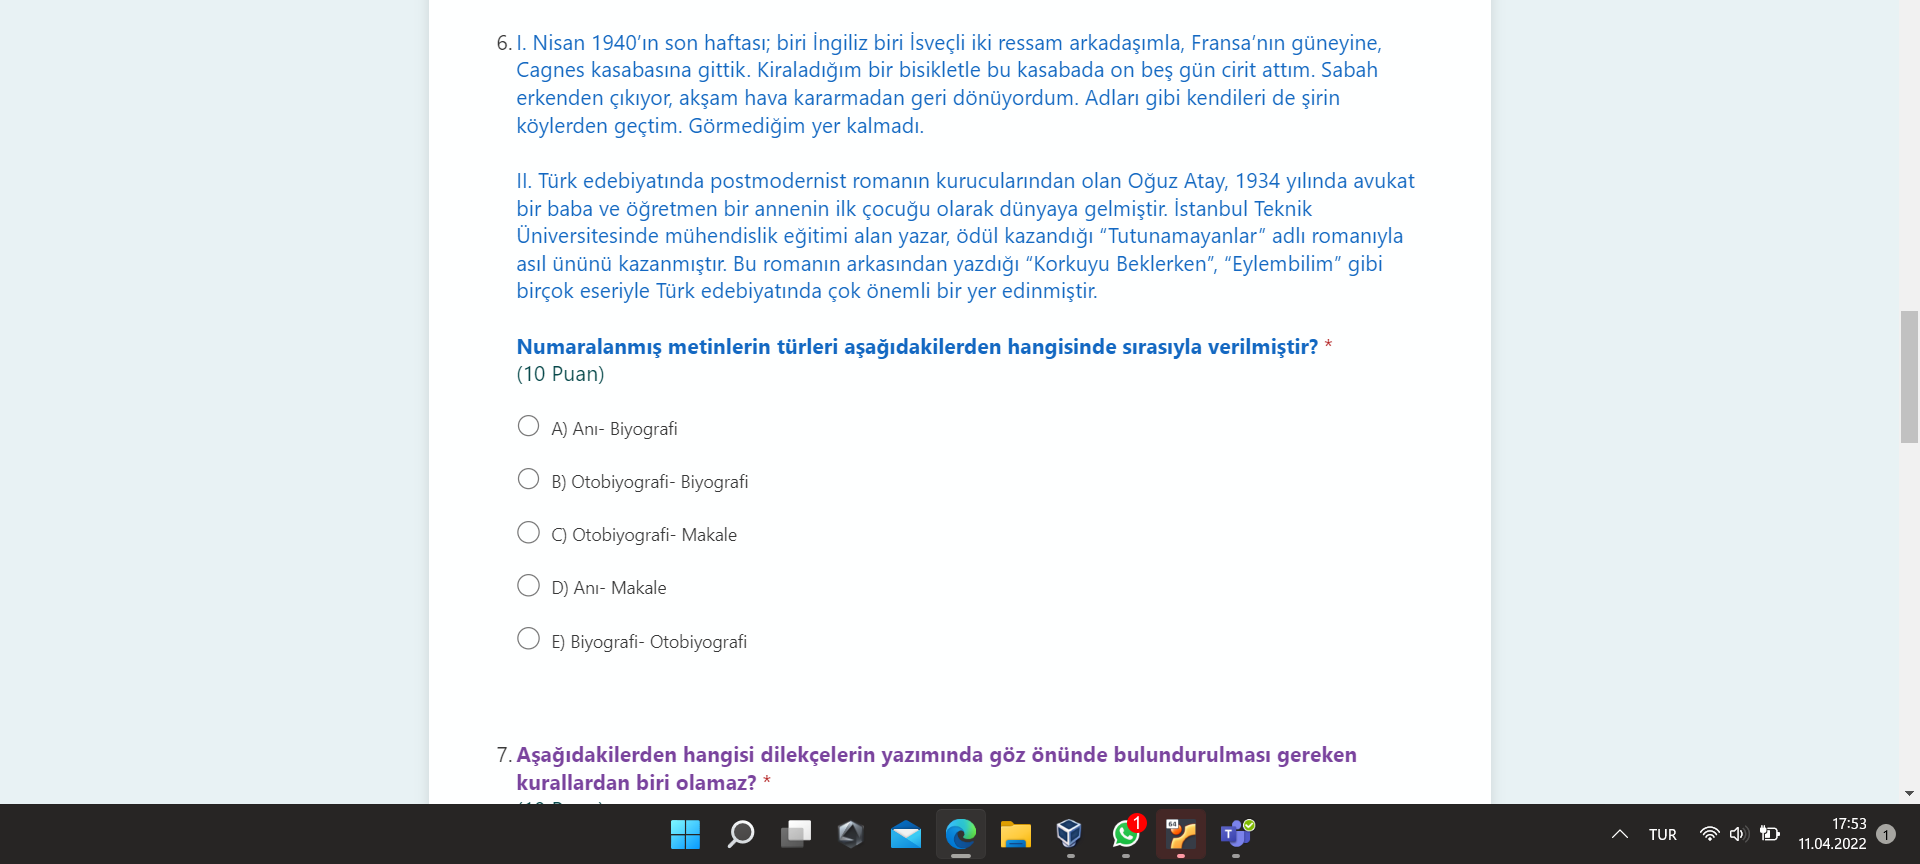 6. I. Nisan 1940’ın son haftası; biri İngiliz biri İsveçli iki ressam arkadaşımla, Fransa’nın güneyine,
Cagnes kasabasına gittik. Kiraladığım bir bisikletle bu kasabada on beş gün cirit attım. Sabah
erkenden çıkıyor, akşam hava kararmadan geri dönüyordum. Adları gibi kendileri de şirin
köylerden geçtim. Görmediğim yer kalmadı.
II. Türk edebiyatında postmodernist romanın kurucularından olan Oğuz Atay, 1934 yılında avukat
bir baba ve öğretmen bir annenin ilk çocuğu olarak dünyaya gelmiştir. İstanbul Teknik
Üniversitesinde mühendislik eğitimi alan yazar, ödül kazandığı “Tutunamayanlar” adlı romanıyla
asıl ününü kazanmıştır. Bu romanın arkasından yazdığı “Korkuyu Beklerken”, “Eylembilim” gibi
birçok eseriyle Türk edebiyatında çok önemli bir yer edinmiştir.
Numaralanmış metinlerin türleri aşağıdakilerden hangisinde sırasıyla verilmiştir? *
(10 Puan)
A) Anı- Biyografi
B) Otobiyografi- Biyografi
C) Otobiyografi- Makale
D) Anı- Makale
E) Biyografi- Otobiyografi
7. Aşağıdakilerden hangisi dilekçelerin yazımında göz önünde bulundurulması gereken
kurallardan biri olamaz? *
1
64
T
TUR
17:53
11.04.2022
1